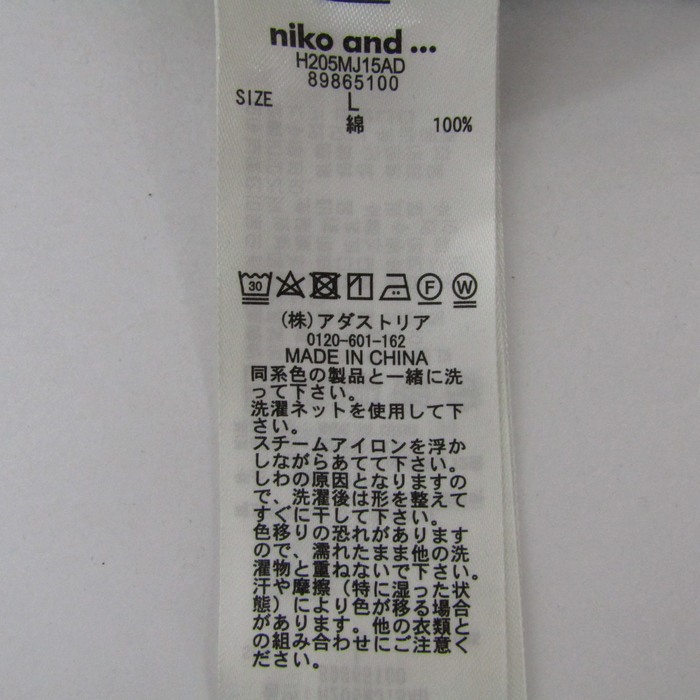 niko and ...
H205MJ15AD
89865100
SIZE L
綿 100%
30 F W
(株)アダストリア
0120-601-162
MADE IN CHINA
同系色の製品と一緒に洗
って下さい。
洗濯ネットを使用して下
さい。
スチームアイロンを浮か
しながらあてて下さい。
しわの原因となりますの
で、洗濯後は形を整えて
すぐに干して下さい。
色移りの恐れがあります
ので、濡れたまま他の洗
濯物と重ねないで下さい。
汗や摩擦（特に湿った状
態）により色が移る場合
があります。他の衣類と
の組み合わせにご注意く
ださい。